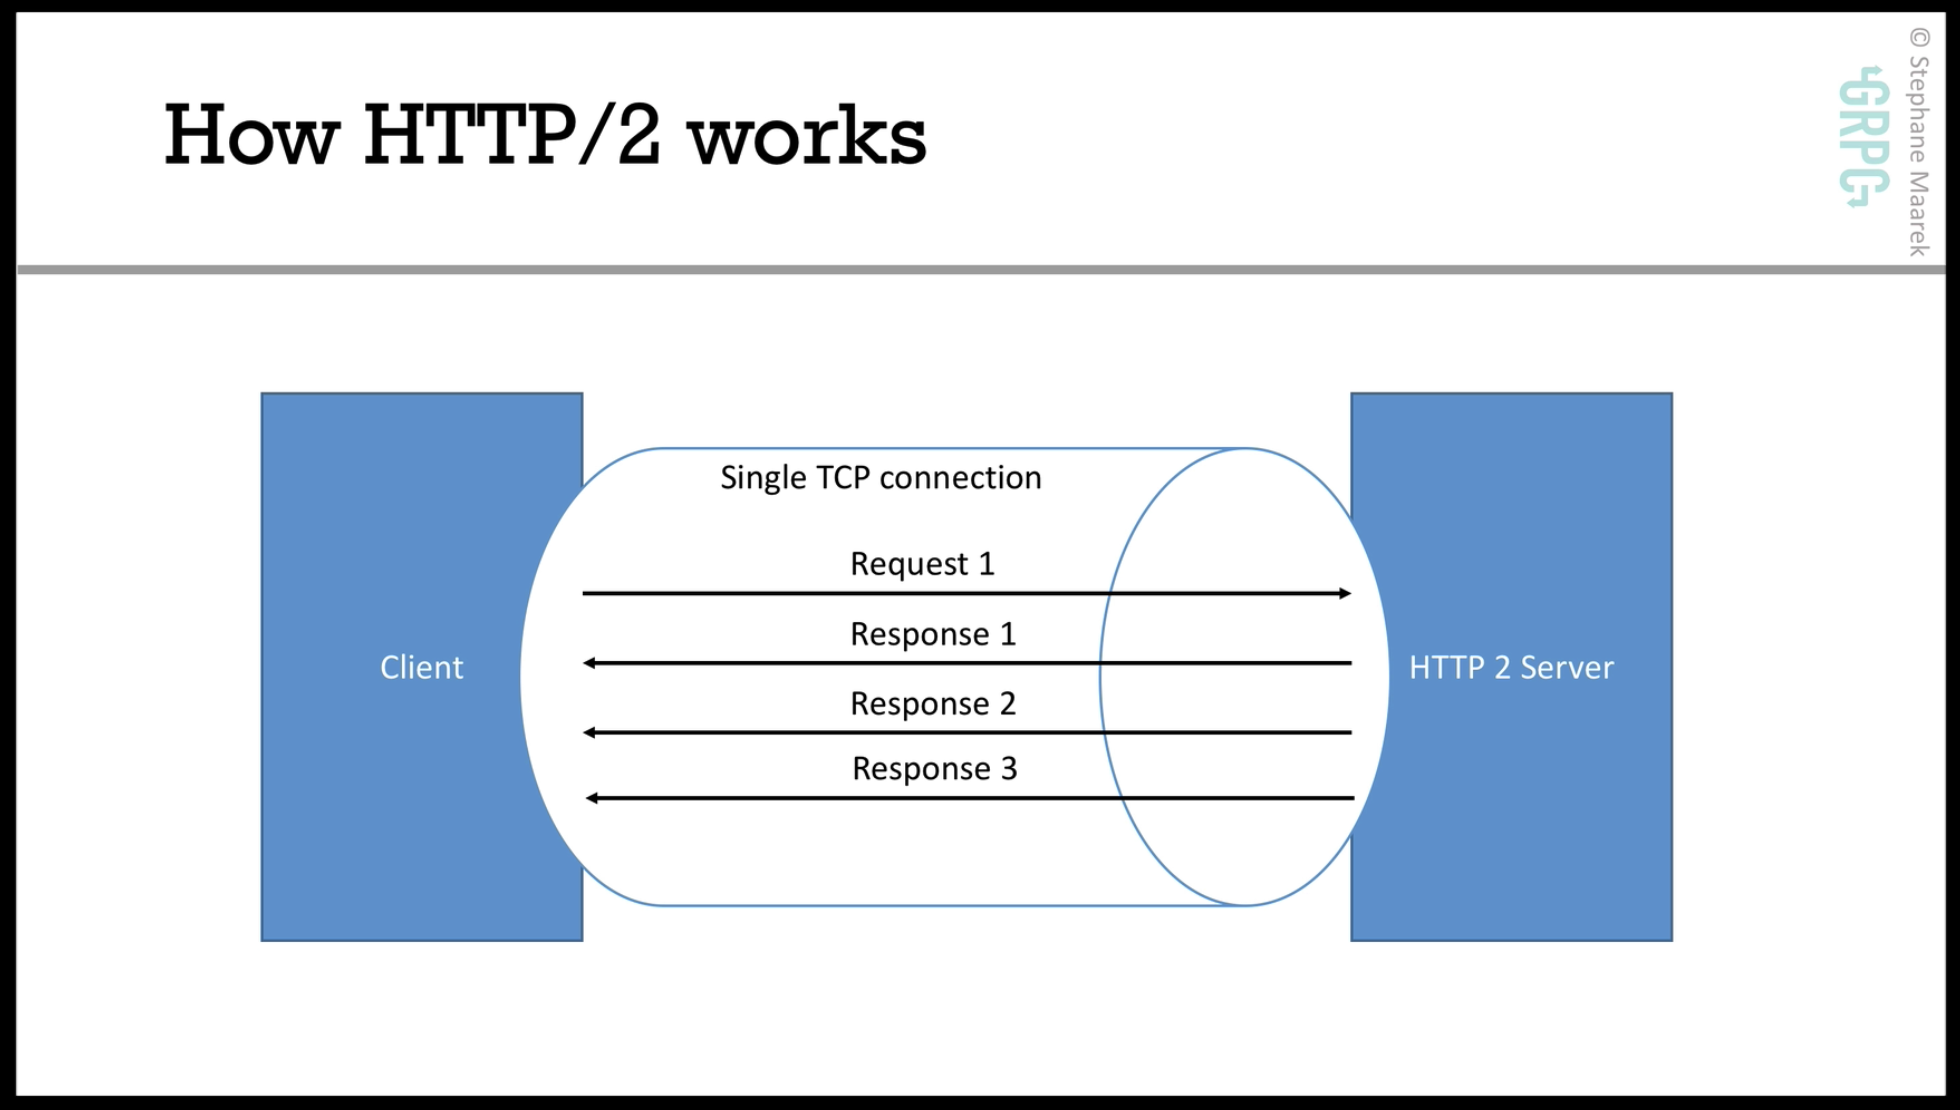 How HTTP/2 works
© Stephane Maarek
GRPC
Single TCP connection
Request 1
Response 1
Client
HTTP 2 Server
Response 2
Response 3